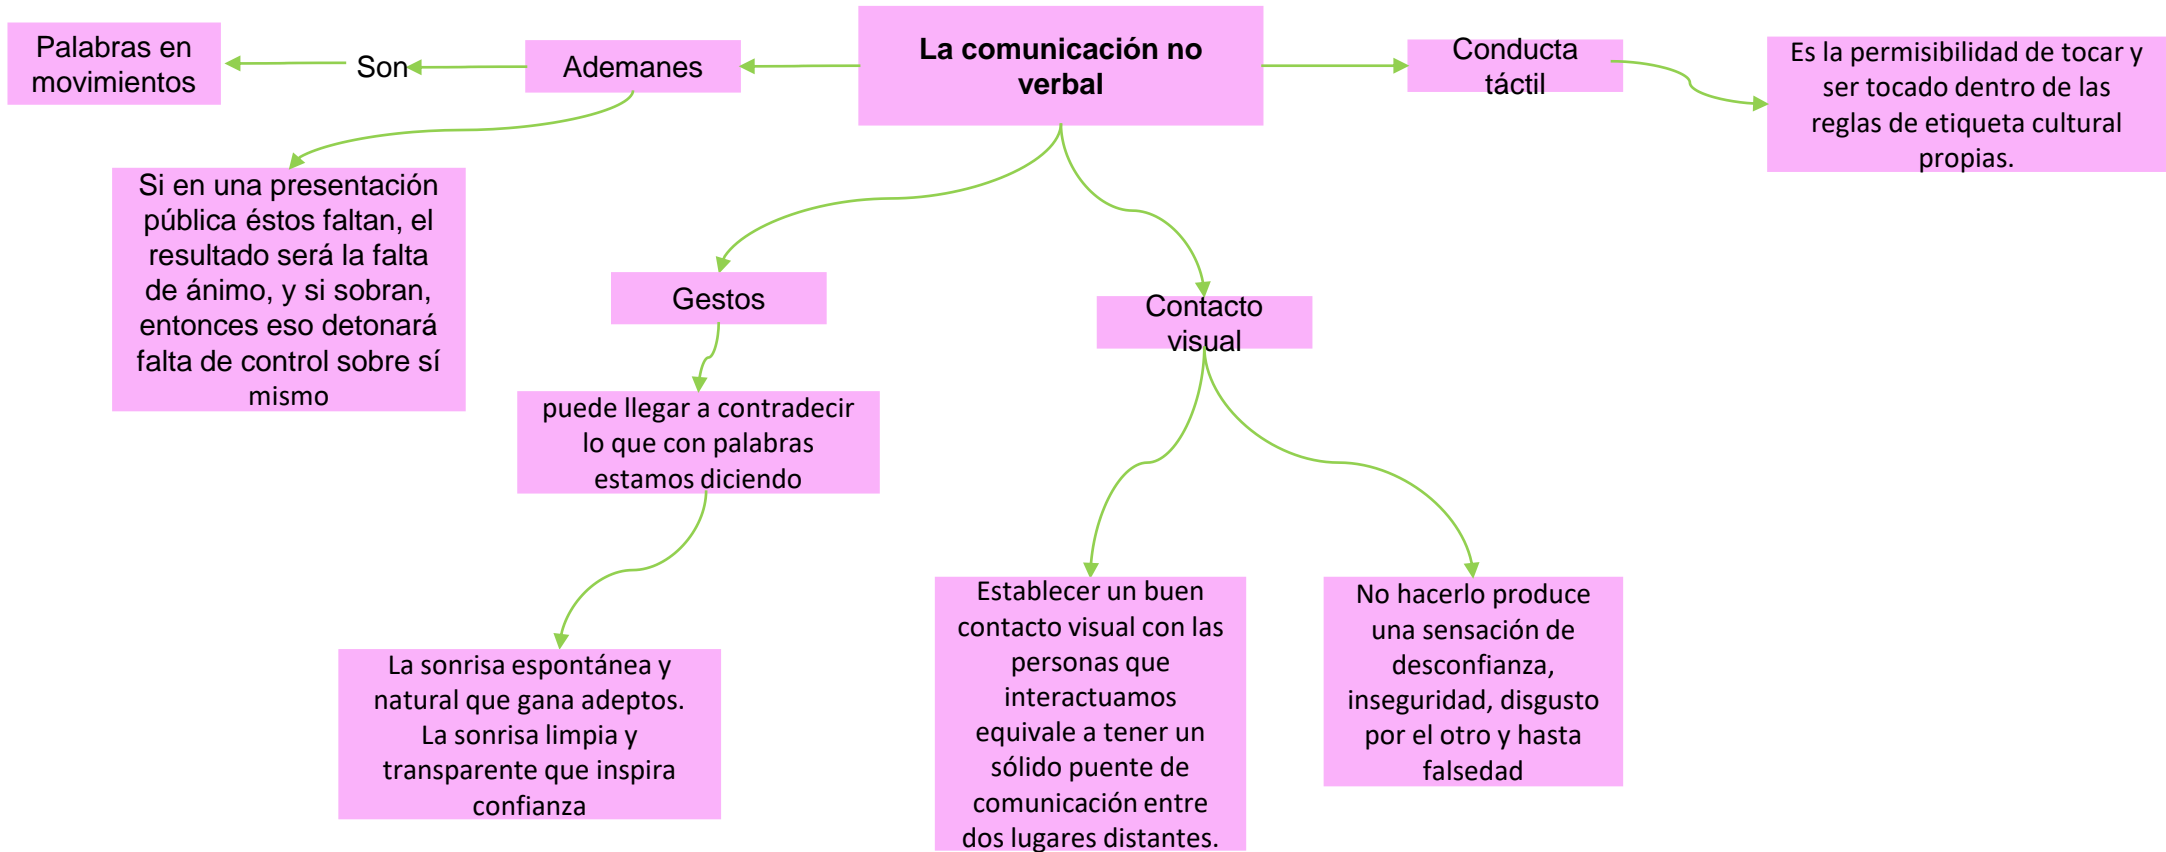 La comunicación no
verbal
Ademanes
Son
Palabras en
movimientos
Si en una presentación
pública éstos faltan, el
resultado será la falta
de ánimo, y si sobran,
entonces eso detonará
falta de control sobre sí
mismo
Gestos
puede llegar a contradecir
lo que con palabras
estamos diciendo
La sonrisa espontánea y
natural que gana adeptos.
La sonrisa limpia y
transparente que inspira
confianza
Contacto
visual
Establecer un buen
contacto visual con las
personas que
interactuamos
equivale a tener un
sólido puente de
comunicación entre
dos lugares distantes.
No hacerlo produce
una sensación de
desconfianza,
inseguridad, disgusto
por el otro y hasta
falsedad
Conducta
táctil
Es la permisibilidad de tocar y
ser tocado dentro de las
reglas de etiqueta cultural
propias.